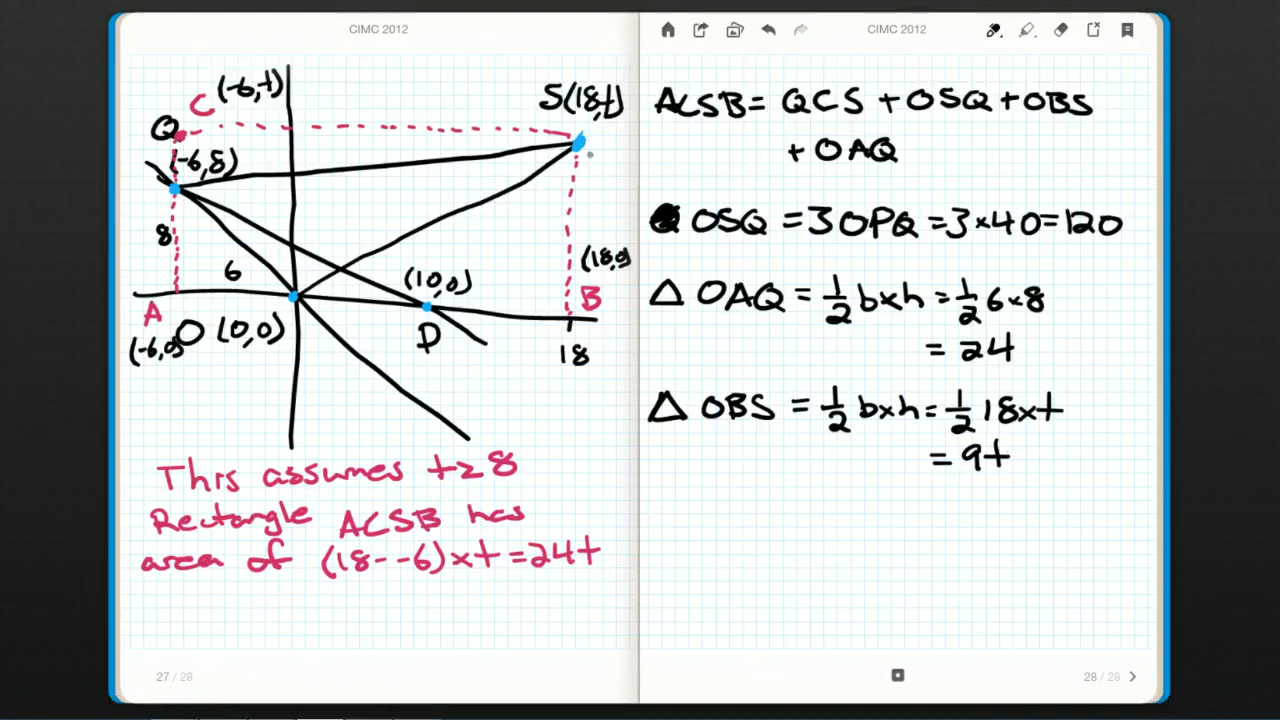 CIMC 2012
CIMC 2012
C (-6,t)
S(18,t)
Q
(-6,8)
8
6
(10,0)
(18,0)
A
B
(-6,0)
O (0,0)
P
18
This assumes t≥8
Rectangle ACSB has
area of (18--6)×t=24t
27 / 28
ACSB= QCS +OSQ+OBS
+ OAQ
OSQ =3OPQ=3×40=120
△ OAQ = 1/2 b×h = 1/2 6×8
= 24
△ OBS = 1/2 b×h = 1/2 18×t
= 9t
28 / 28